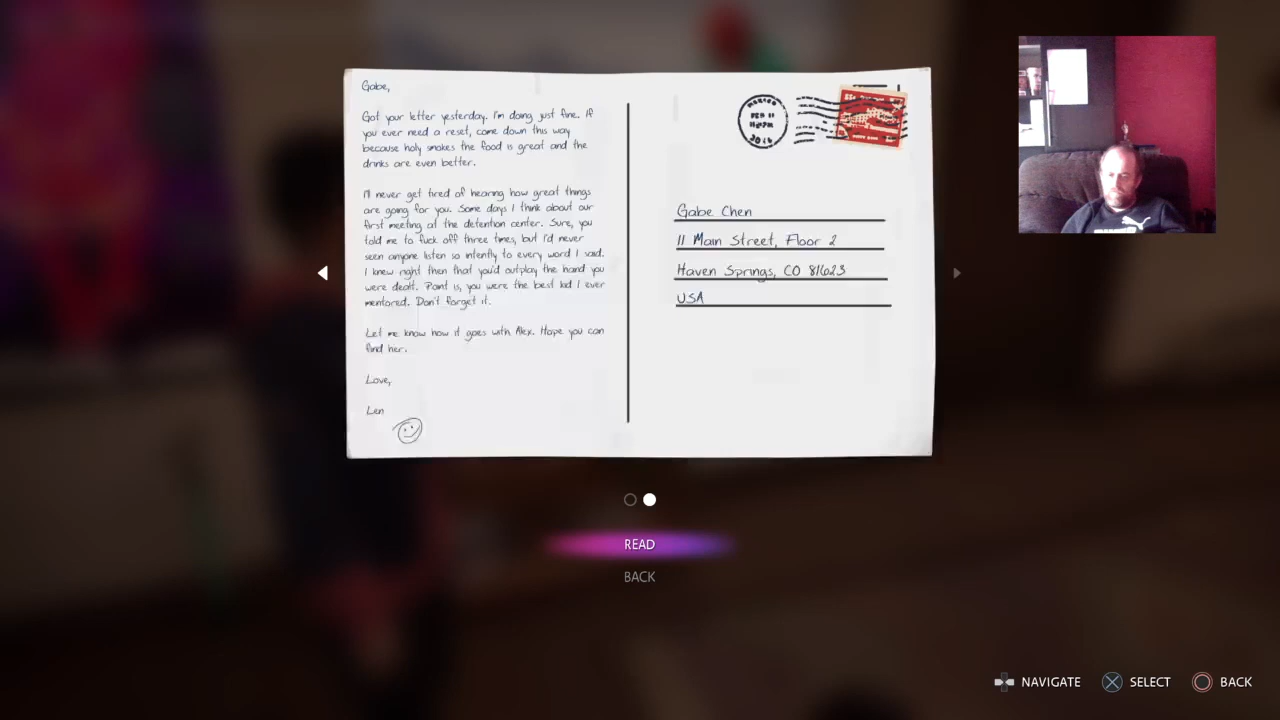 Gabe,
Got your letter yesterday. I'm doing just fine. If
you ever need a reset, come down this way
because holy smokes the food is great and the
drinks are even better.
I'll never get tired of hearing how great things
are going for you. Some days I think about our
first meeting at the detention center. Sure, you
told me to fuck off three times, but I'd never
seen anyone listen so intently to every word I said.
I knew right then that you'd outplay the hand you
were dealt. Point is, you were the best kid I ever
mentored. Don't forget it.
Let me know how it goes with Alex. Hope you can
find her.
Love,
Len
MEXICO
FEB 11
Gabe Chen
11 Main Street, Floor 2
Haven Springs, CO 81623
USA
READ
BACK
NAVIGATE
SELECT
BACK